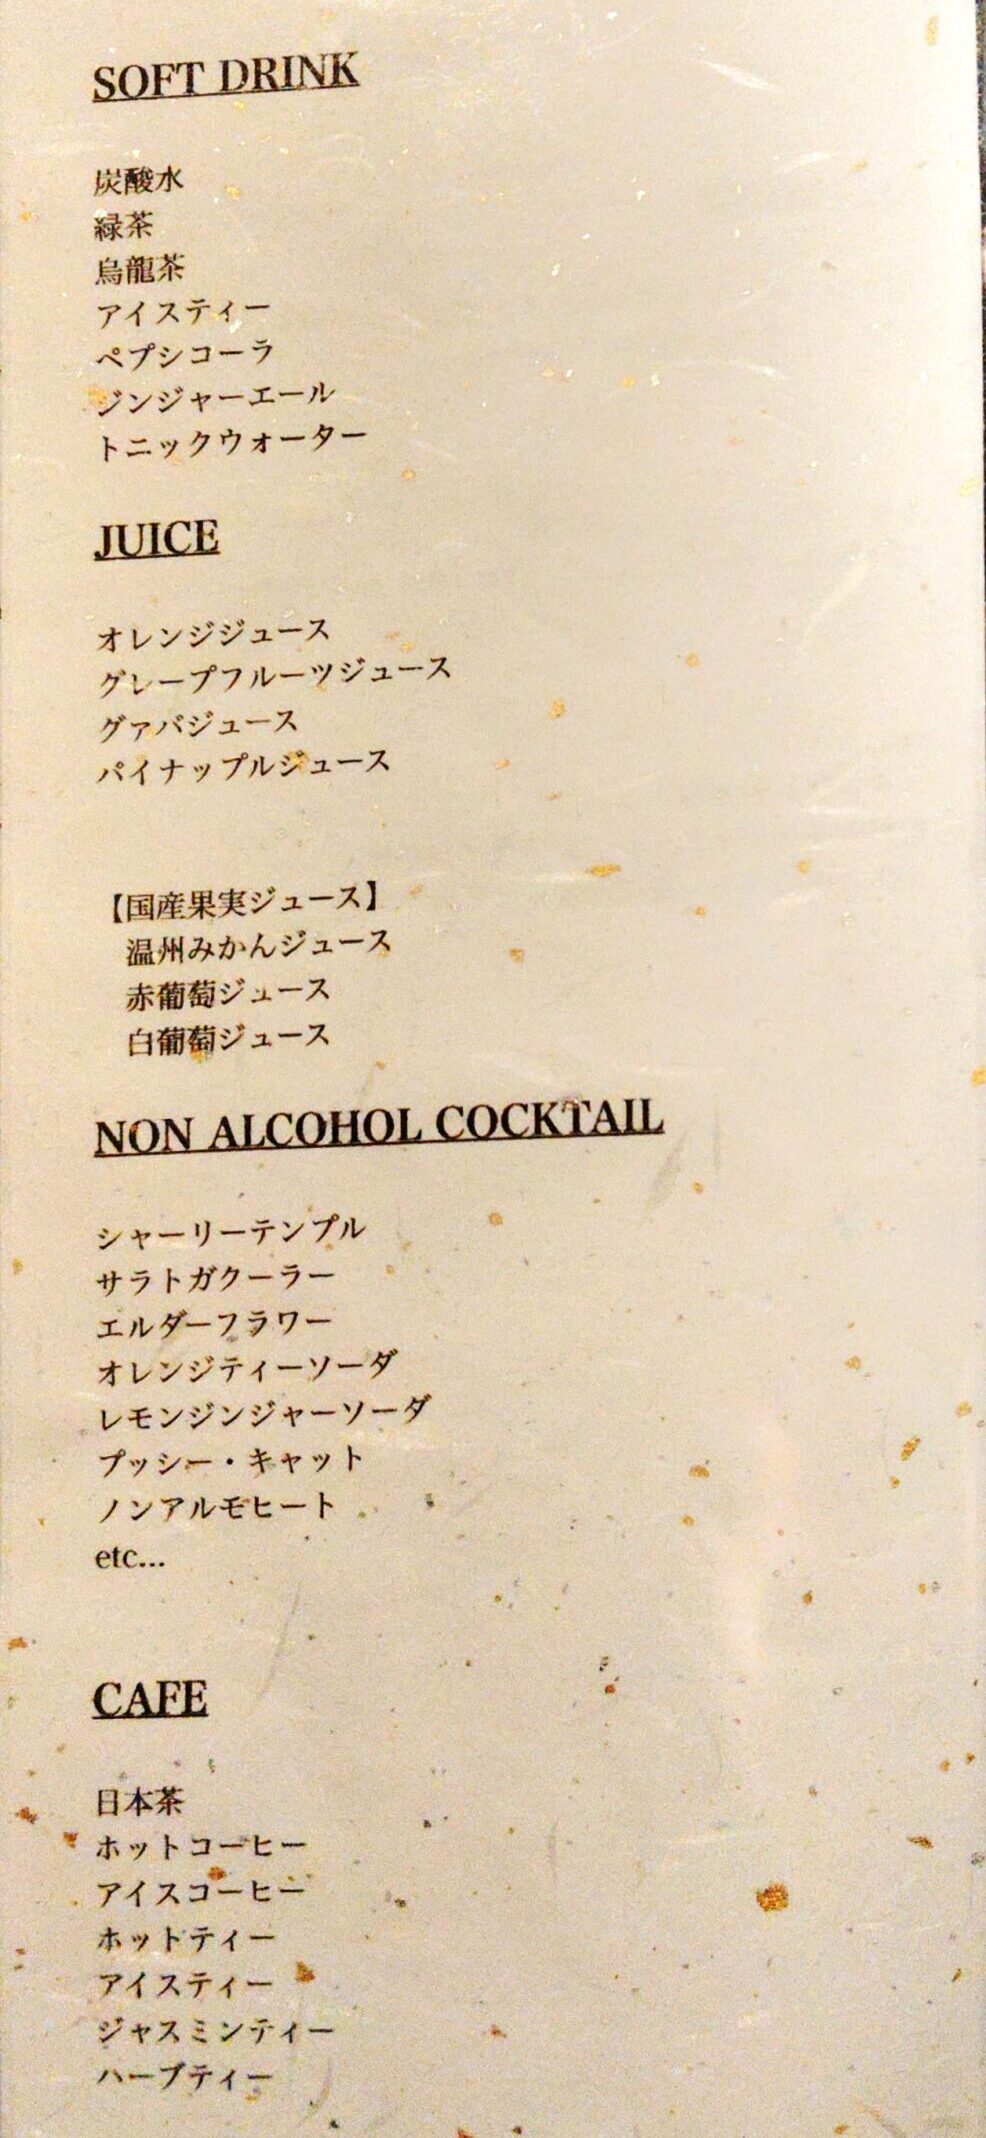 SOFT DRINK
炭酸水
緑茶
烏龍茶
アイスティー
ペプシコーラ
ジンジャーエール
トニックウォーター
JUICE
オレンジジュース
グレープフルーツジュース
グァバジュース
パイナップルジュース
【国産果実ジュース】
温州みかんジュース
赤葡萄ジュース
白葡萄ジュース
NON ALCOHOL COCKTAIL
シャーリーテンプル
サラトガクーラー
エルダーフラワー
オレンジティーソーダ
レモンジンジャーソーダ
プッシー・キャット
ノンアルモヒート
etc...
CAFE
日本茶
ホットコーヒー
アイスコーヒー
ホットティー
アイスティー
ジャスミンティー
ハーブティー